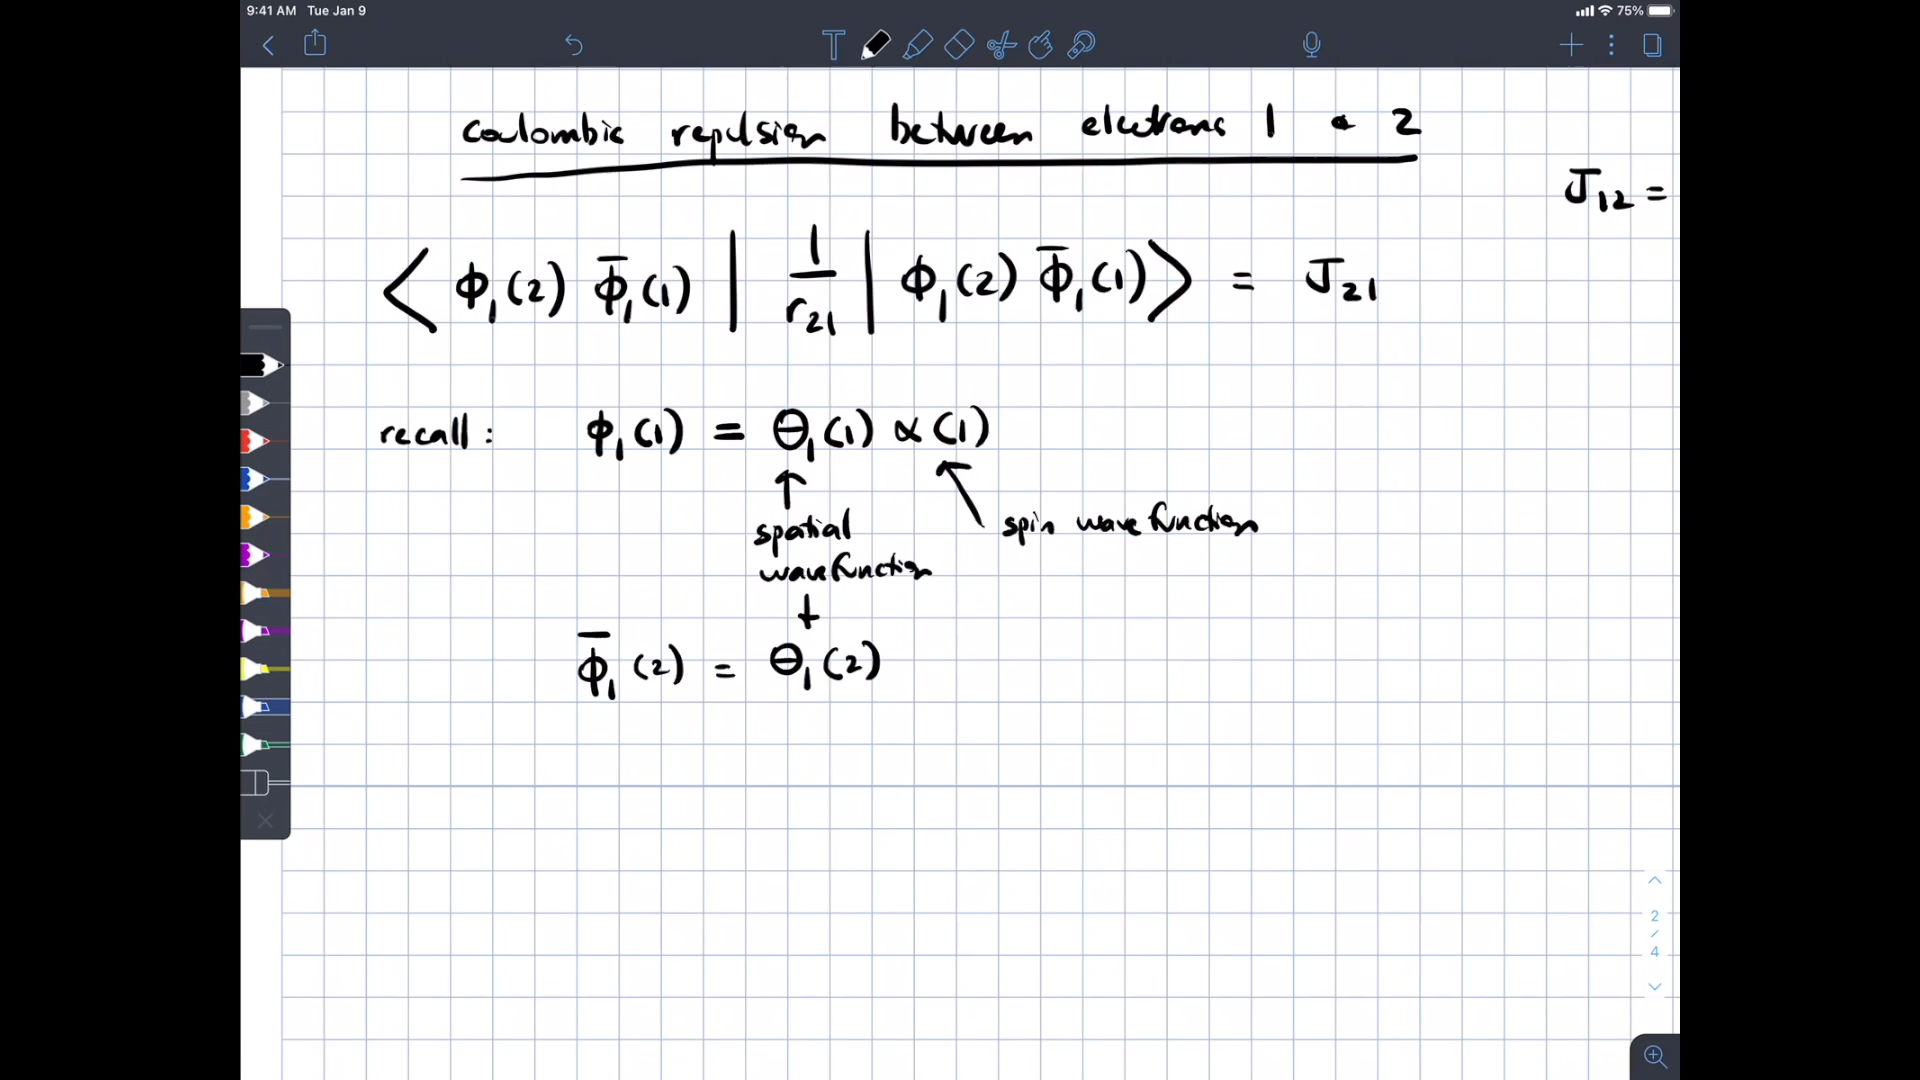 9:41 AM Tue Jan 9
75%
coulombic repulsion between electrons 1 & 2
J₁₂ =
⟨ ϕ₁(2) ϕ̄₁(1) | 1/r₂₁ | ϕ₁(2) ϕ̄₁(1) ⟩ = J₂₁
recall : ϕ₁(1) = θ₁(1) α(1)
↑ ↖
spatial spin wave function
wavefunction
+
ϕ̄₁(2) = θ₁(2)
2
/
4